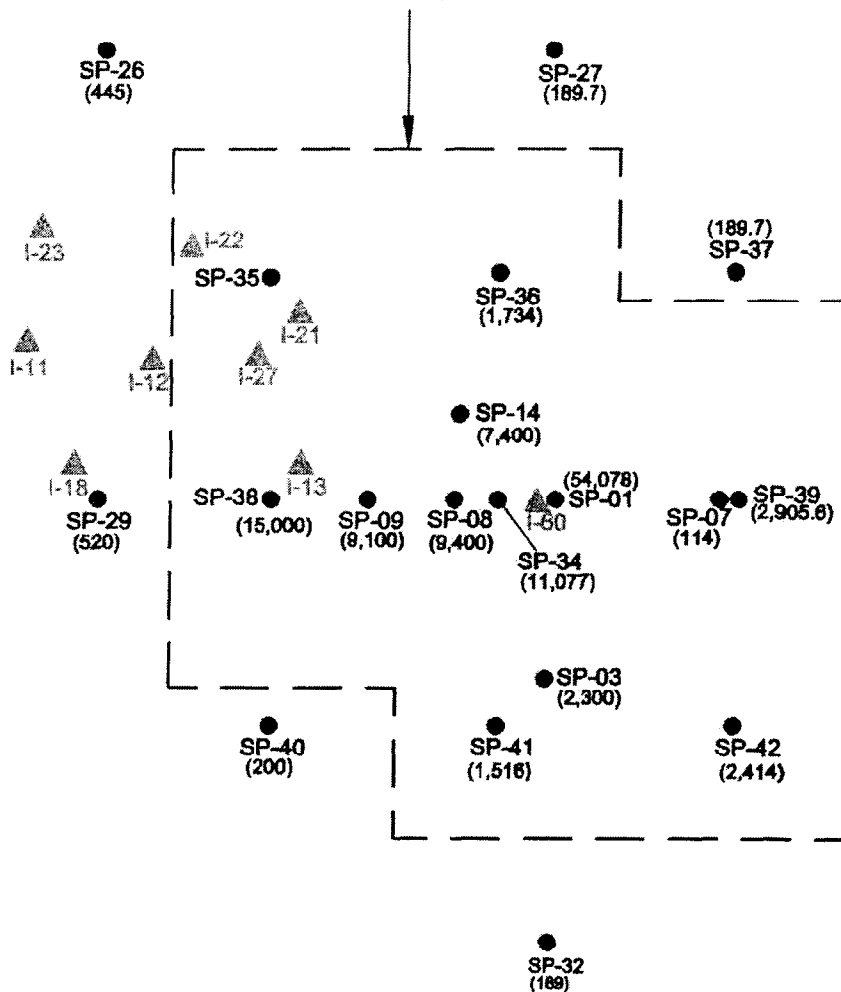 SP-26
(445)
SP-27
(189.7)
I-23
I-22
(189.7)
SP-37
SP-35
SP-36
(1,734)
I-21
I-11
I-12
I-27
SP-14
(7,400)
I-18
SP-29
(520)
SP-38
(15,000)
I-13
SP-09
(8,100)
SP-08
(9,400)
I-60
(54,078)
SP-01
SP-34
(11,077)
SP-07
(114)
SP-39
(2,905.6)
SP-03
(2,300)
SP-40
(200)
SP-41
(1,516)
SP-42
(2,414)
SP-32
(189)